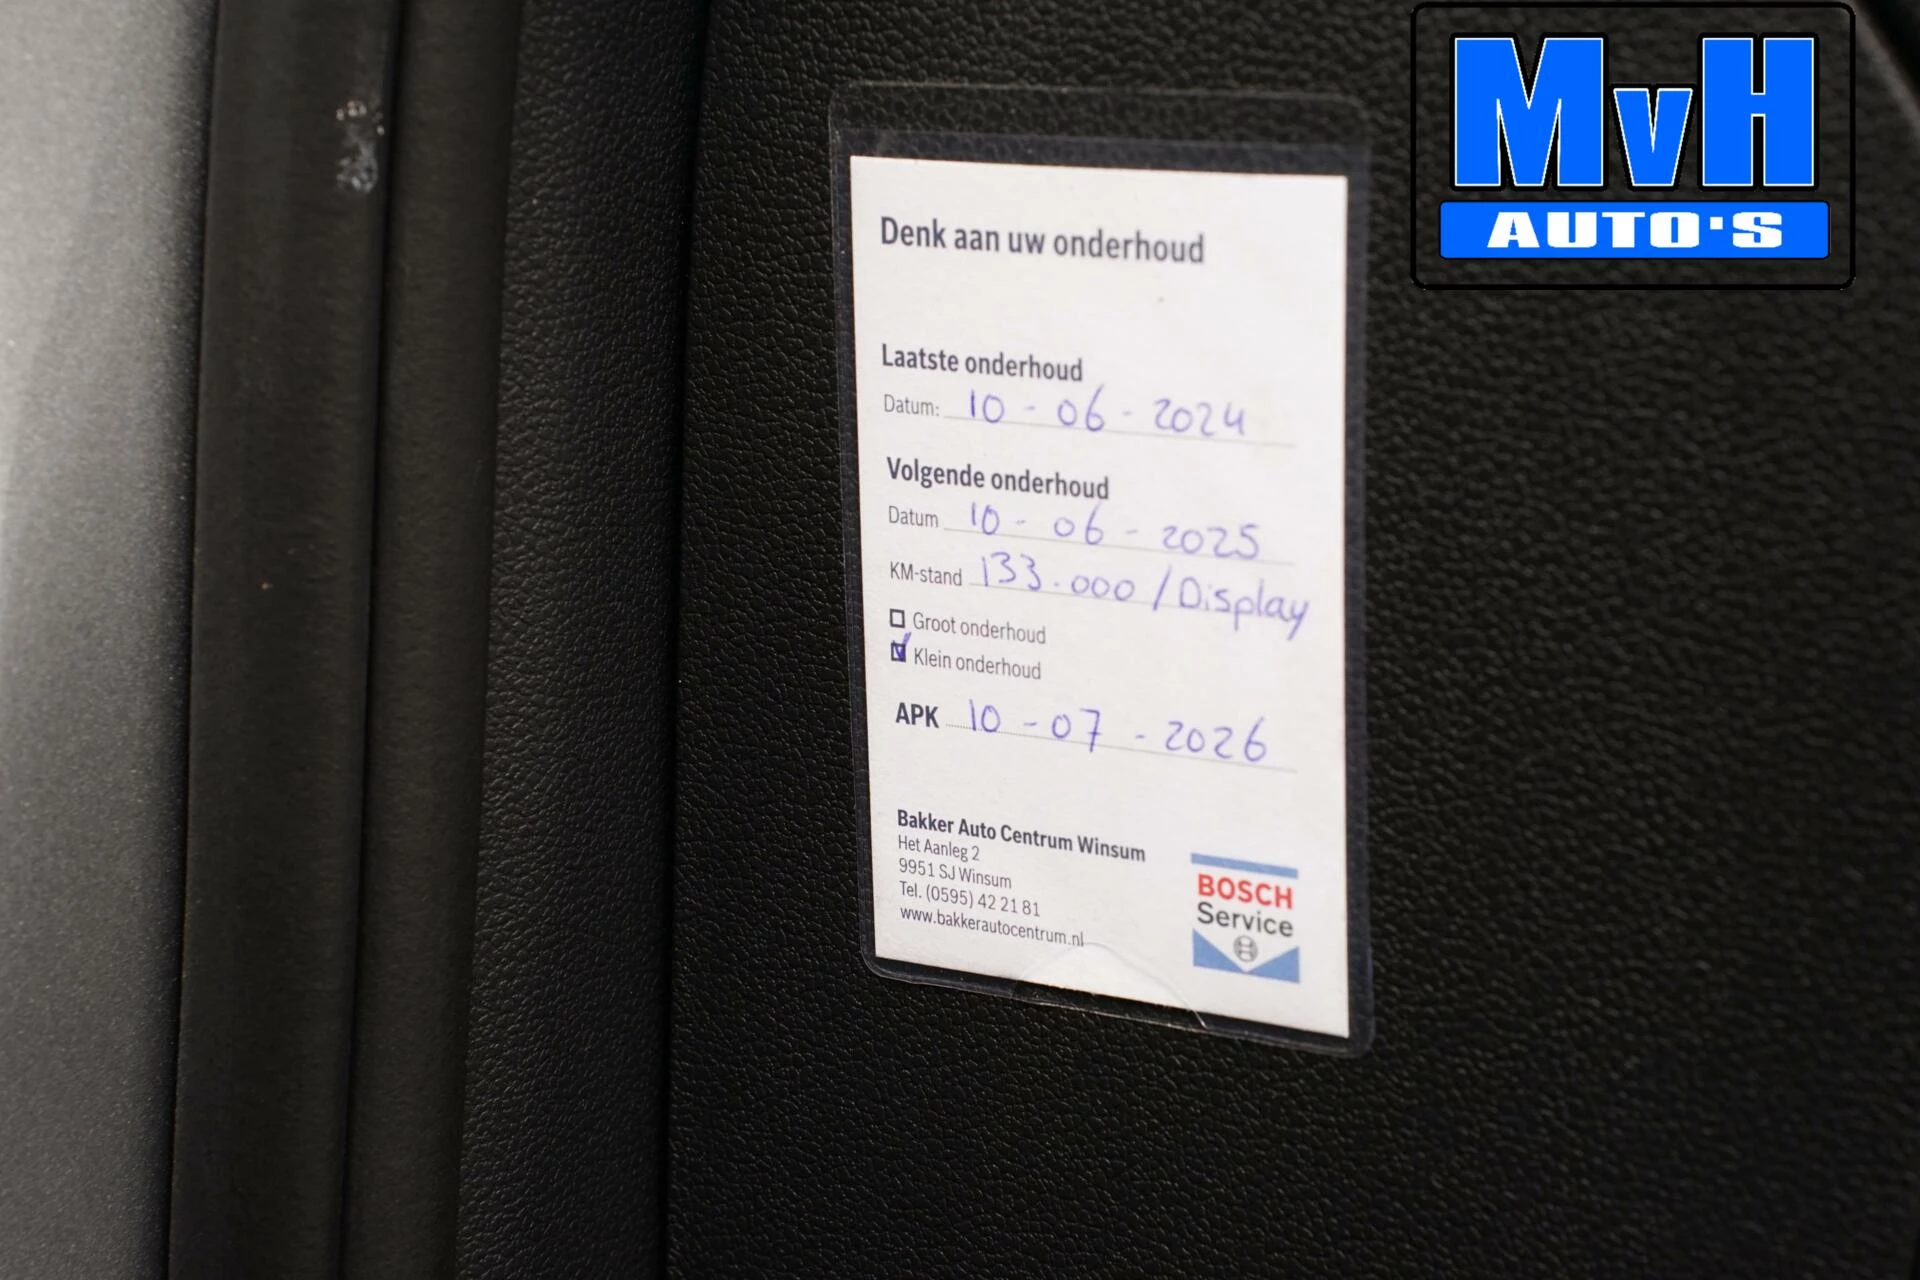 MvH
AUTO'S
Denk aan uw onderhoud
Laatste onderhoud
Datum: 10 - 06 - 2024
Volgende onderhoud
Datum 10 - 06 - 2025
KM-stand 133.000 / Display
Groot onderhoud
Klein onderhoud
APK 10 - 07 - 2026
Bakker Auto Centrum Winsum
Het Aanleg 2
9951 SJ Winsum
Tel. (0595) 42 21 81
www.bakkerautocentrum.nl
BOSCH
Service